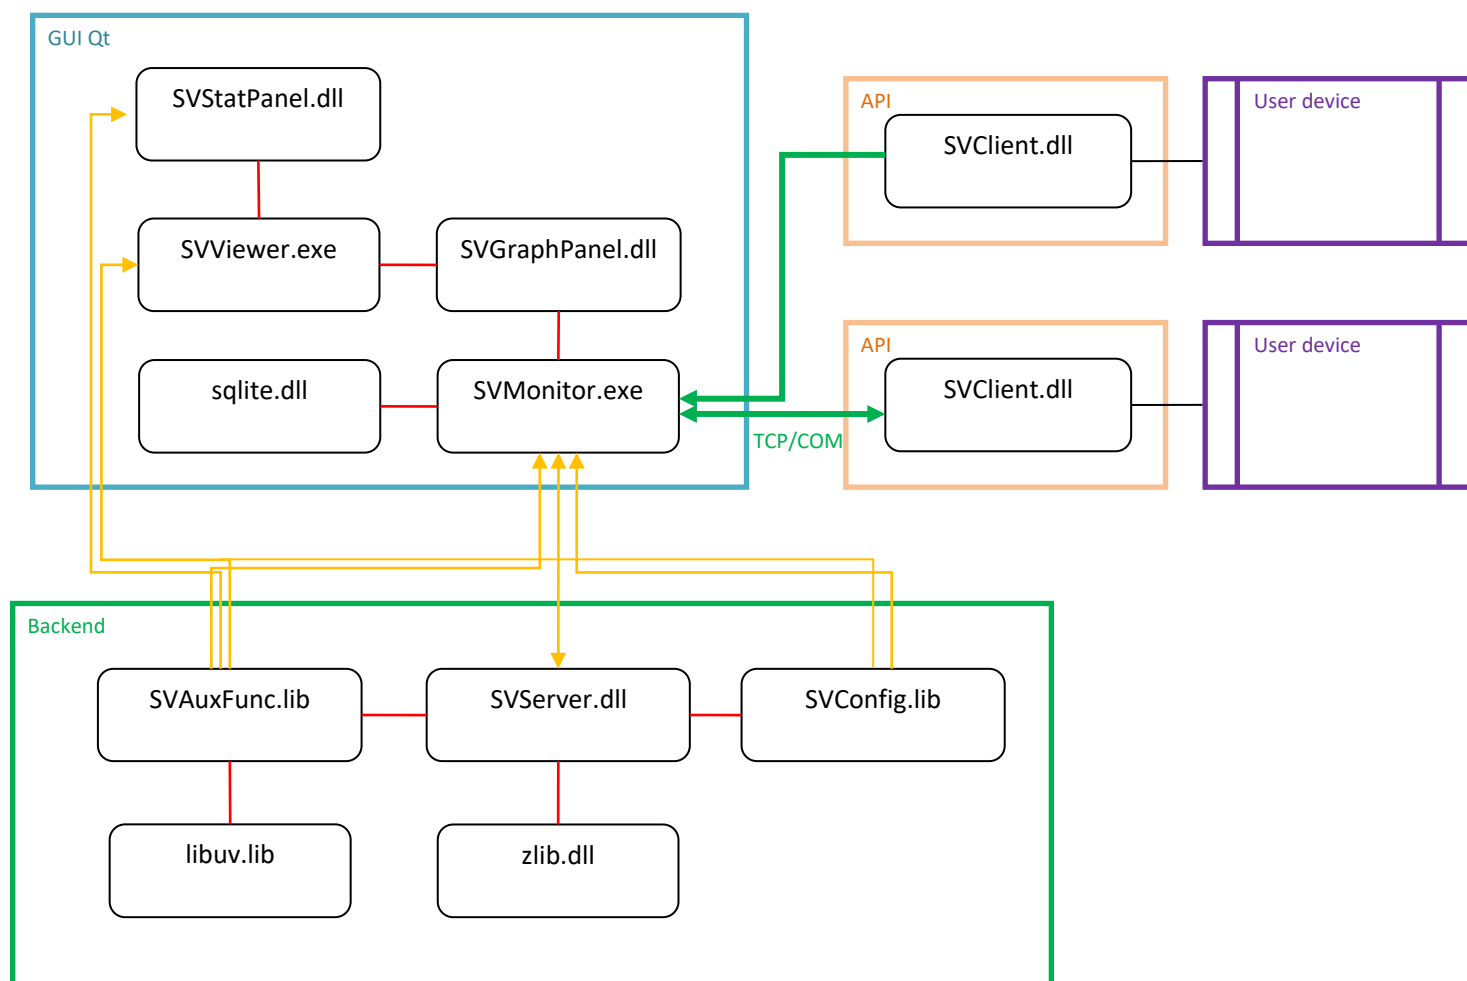 GUI Qt
SVStatPanel.dll
SVViewer.exe
SVGraphPanel.dll
sqlite.dll
SVMonitor.exe
API
SVClient.dll
User device
API
SVClient.dll
User device
TCP/COM
Backend
SVAuxFunc.lib
SVServer.dll
SVConfig.lib
libuv.lib
zlib.dll